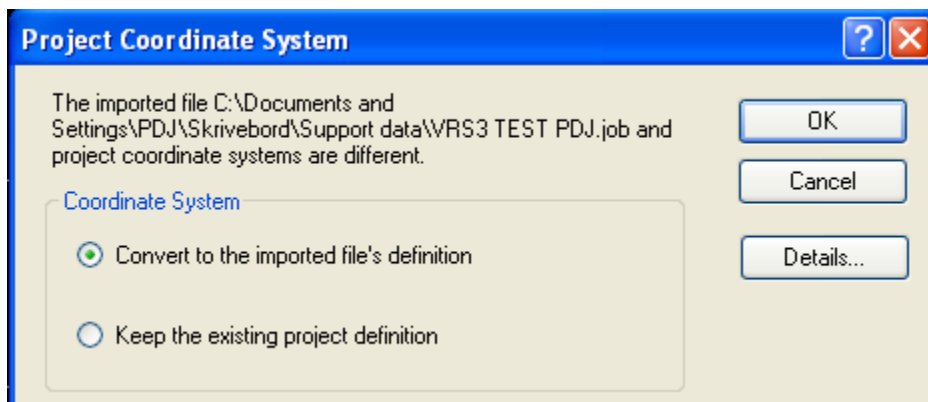 Project Coordinate System
The imported file C:\Documents and
Settings\PDJ\Skrivebord\Support data\VRS3 TEST PDJ.job and
project coordinate systems are different.
OK
Cancel
Details...
Coordinate System
Convert to the imported file's definition
Keep the existing project definition